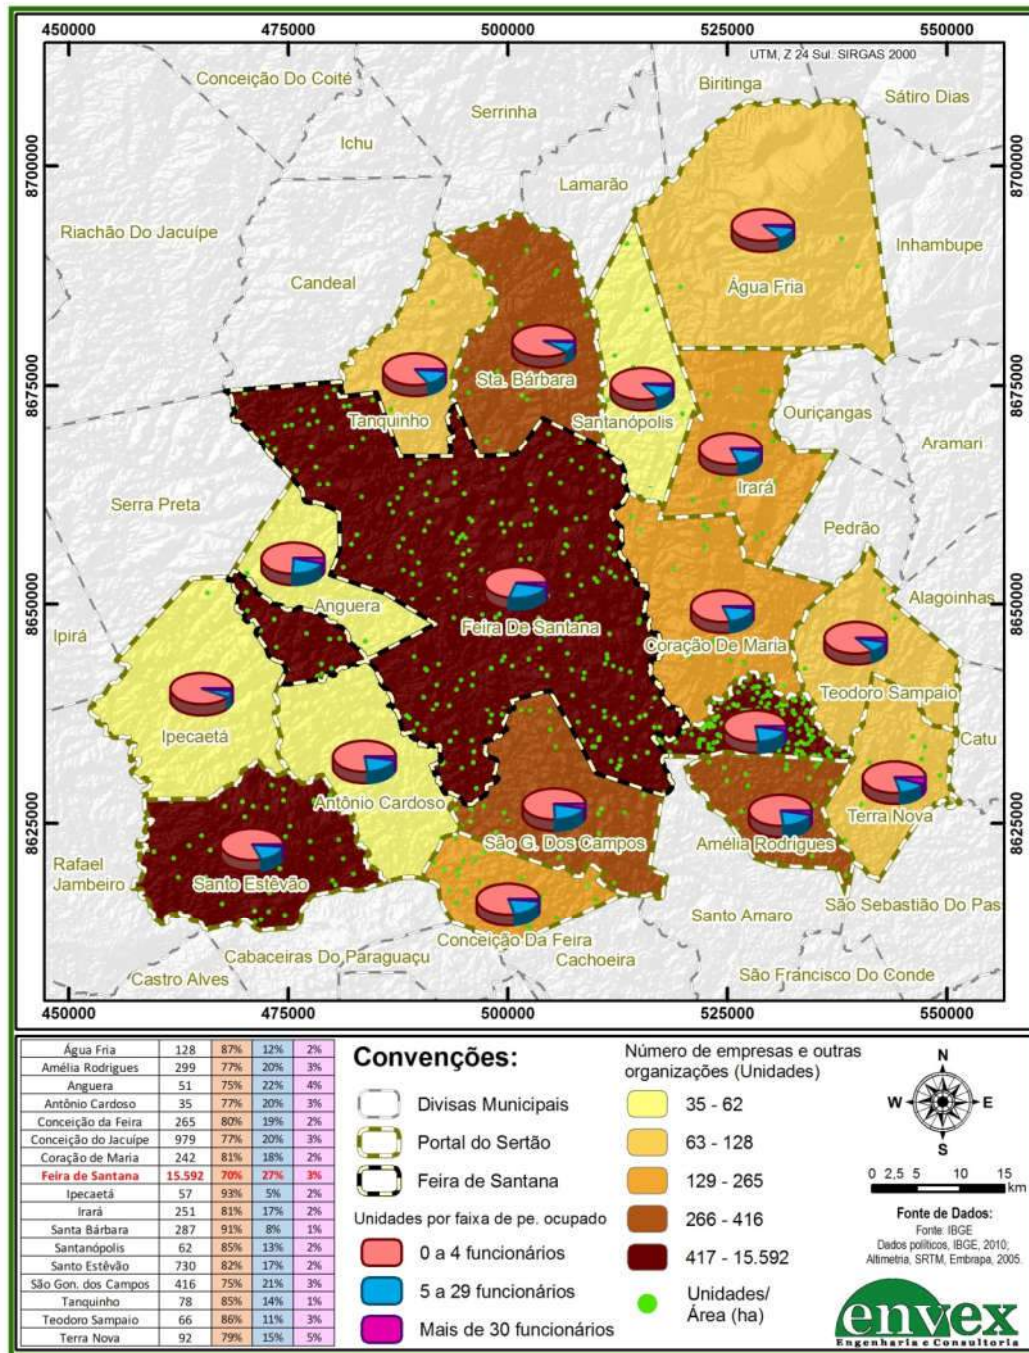 450000 475000 500000 525000 550000
UTM, Z 24 Sul. SIRGAS 2000
Conceição Do Coité
Biritinga
Sátiro Dias
Serrinha
Ichu
8700000
8700000
Lamarão
Riachão Do Jacuípe
Inhambupe
Candeal
Água Fria
Sta. Bárbara
8675000
8675000
Tanquinho
Santanópolis
Ouriçangas
Aramari
Irará
Serra Preta
Pedrão
8650000
8650000
Anguera
Alagoinhas
Ipirá
Feira De Santana
Coração De Maria
Teodoro Sampaio
Ipecaetá
Catu
Antônio Cardoso
8625000
8625000
Terra Nova
São G. Dos Campos
Amélia Rodrigues
Rafael
Jambeiro
Santo Estêvão
São Sebastião Do Pas
Santo Amaro
Conceição Da Feira
Cabaceiras Do Paraguaçu
Cachoeira
Castro Alves
São Francisco Do Conde
450000 475000 500000 525000 550000
Água Fria 128 87% 12% 2%
Amélia Rodrigues 299 77% 20% 3%
Anguera 51 75% 22% 4%
Antônio Cardoso 35 77% 20% 3%
Conceição da Feira 265 80% 19% 2%
Conceição do Jacuípe 979 77% 20% 3%
Coração de Maria 242 81% 18% 2%
Feira de Santana 15.592 70% 27% 3%
Ipecaetá 57 93% 5% 2%
Irará 251 81% 17% 2%
Santa Bárbara 287 91% 8% 1%
Santanópolis 62 85% 13% 2%
Santo Estêvão 730 82% 17% 2%
São Gon. dos Campos 416 75% 21% 3%
Tanquinho 78 85% 14% 1%
Teodoro Sampaio 66 86% 11% 3%
Terra Nova 92 79% 15% 5%
Convenções:
Divisas Municipais
Portal do Sertão
Feira de Santana
Unidades por faixa de pe. ocupado
0 a 4 funcionários
5 a 29 funcionários
Mais de 30 funcionários
Número de empresas e outras
organizações (Unidades)
35 - 62
63 - 128
129 - 265
266 - 416
417 - 15.592
Unidades/
Área (ha)
N
W E
S
0 2,5 5 10 15
km
Fonte de Dados:
Fonte: IBGE
Dados políticos, IBGE, 2010;
Altimetria, SRTM, Embrapa, 2005.
envex
Engenharia e Consultoria